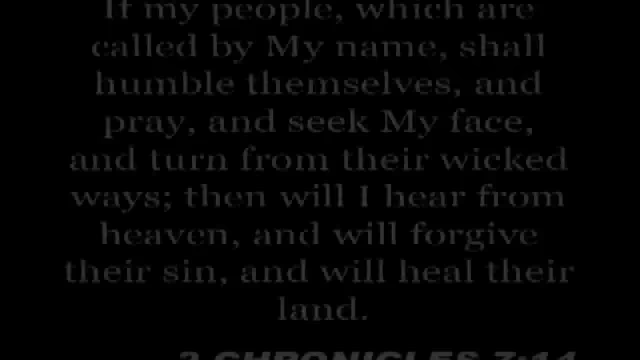 If my people, which are
called by My name, shall
humble themselves, and
pray, and seek My face,
and turn from their wicked
ways; then will I hear from
heaven, and will forgive
their sin, and will heal their
land.
2 CHRONICLES 7:14